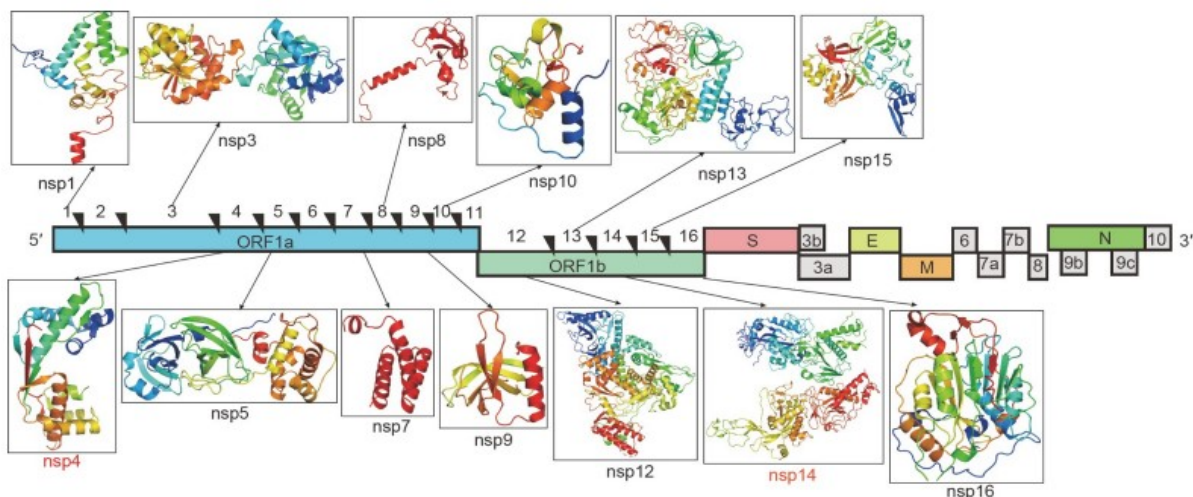 nsp1
nsp3
nsp8
nsp10
nsp13
nsp15
1 2 3 4 5 6 7 8 9 10 11
12 13 14 15 16
5′ ORF1a ORF1b S 3b 3a E M 6 7a 7b 8 9b N 9c 10 3′
nsp4
nsp5
nsp7
nsp9
nsp12
nsp14
nsp16